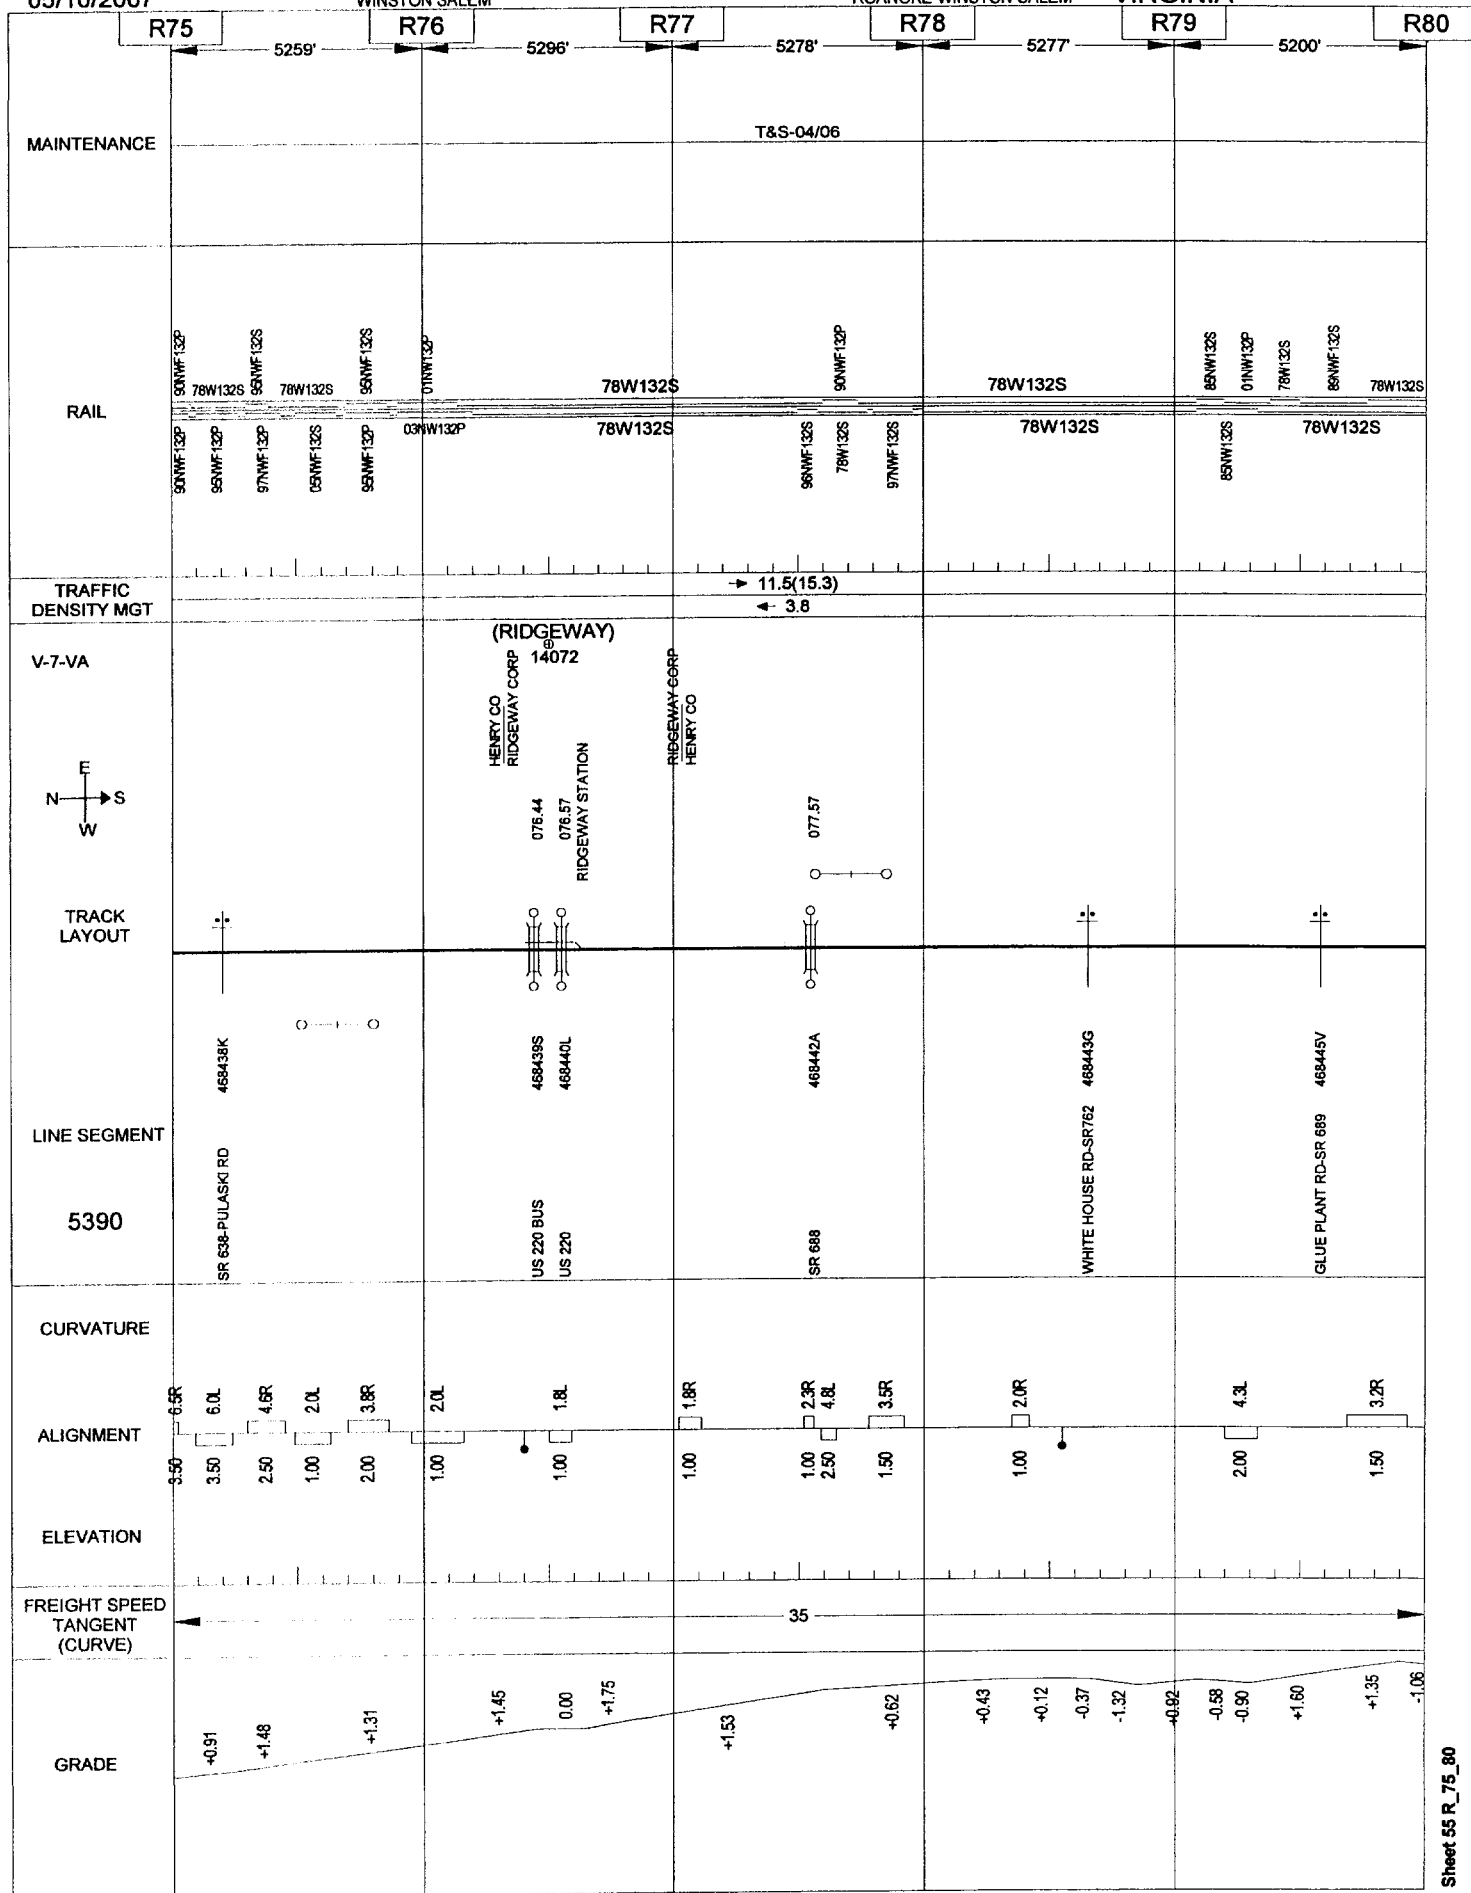 R75 R76 R77 R78 R79 R80
5259' 5296' 5278' 5277' 5200'
MAINTENANCE
T&S-04/06
90NWF132P 78W132S 95NWF132S 78W132S 95NWF132S 01NW132P 78W132S 90NWF132P 78W132S 85NW132S 01NW132P 78W132S 89NWF132S 78W132S
RAIL
90NWF132P 95NWF132P 97NWF132P 05NWF132S 95NWF132P 03NW132P 78W132S 96NWF132S 78W132S 97NWF132S 78W132S 85NW132S 78W132S
TRAFFIC
DENSITY MGT
11.5(15.3)
3.8
V-7-VA
(RIDGEWAY)
14072
HENRY CO
RIDGEWAY CORP
RIDGEWAY CORP
HENRY CO
E
N S
W
076.44
076.57
RIDGEWAY STATION
077.57
TRACK
LAYOUT
468438K 468439S 468440L 468442A 468443G 468445V
LINE SEGMENT
5390
SR 638-PULASKI RD
US 220 BUS
US 220
SR 688
WHITE HOUSE RD-SR762
GLUE PLANT RD-SR 689
CURVATURE
6.5R 6.0L 4.6R 2.0L 3.8R 2.0L 1.8L 1.8R 2.3R 4.8L 3.5R 2.0R 4.3L 3.2R
ALIGNMENT
3.50 3.50 2.50 1.00 2.00 1.00 1.00 1.00 1.00 2.50 1.50 1.00 2.00 1.50
ELEVATION
FREIGHT SPEED
TANGENT
(CURVE)
35
GRADE
+0.91 +1.48 +1.31 +1.45 0.00 +1.75 +1.53 +0.62 +0.43 +0.12 -0.37 -1.32 +0.92 -0.58 -0.90 +1.60 +1.35 -1.06
Sheet 55 R_75_80